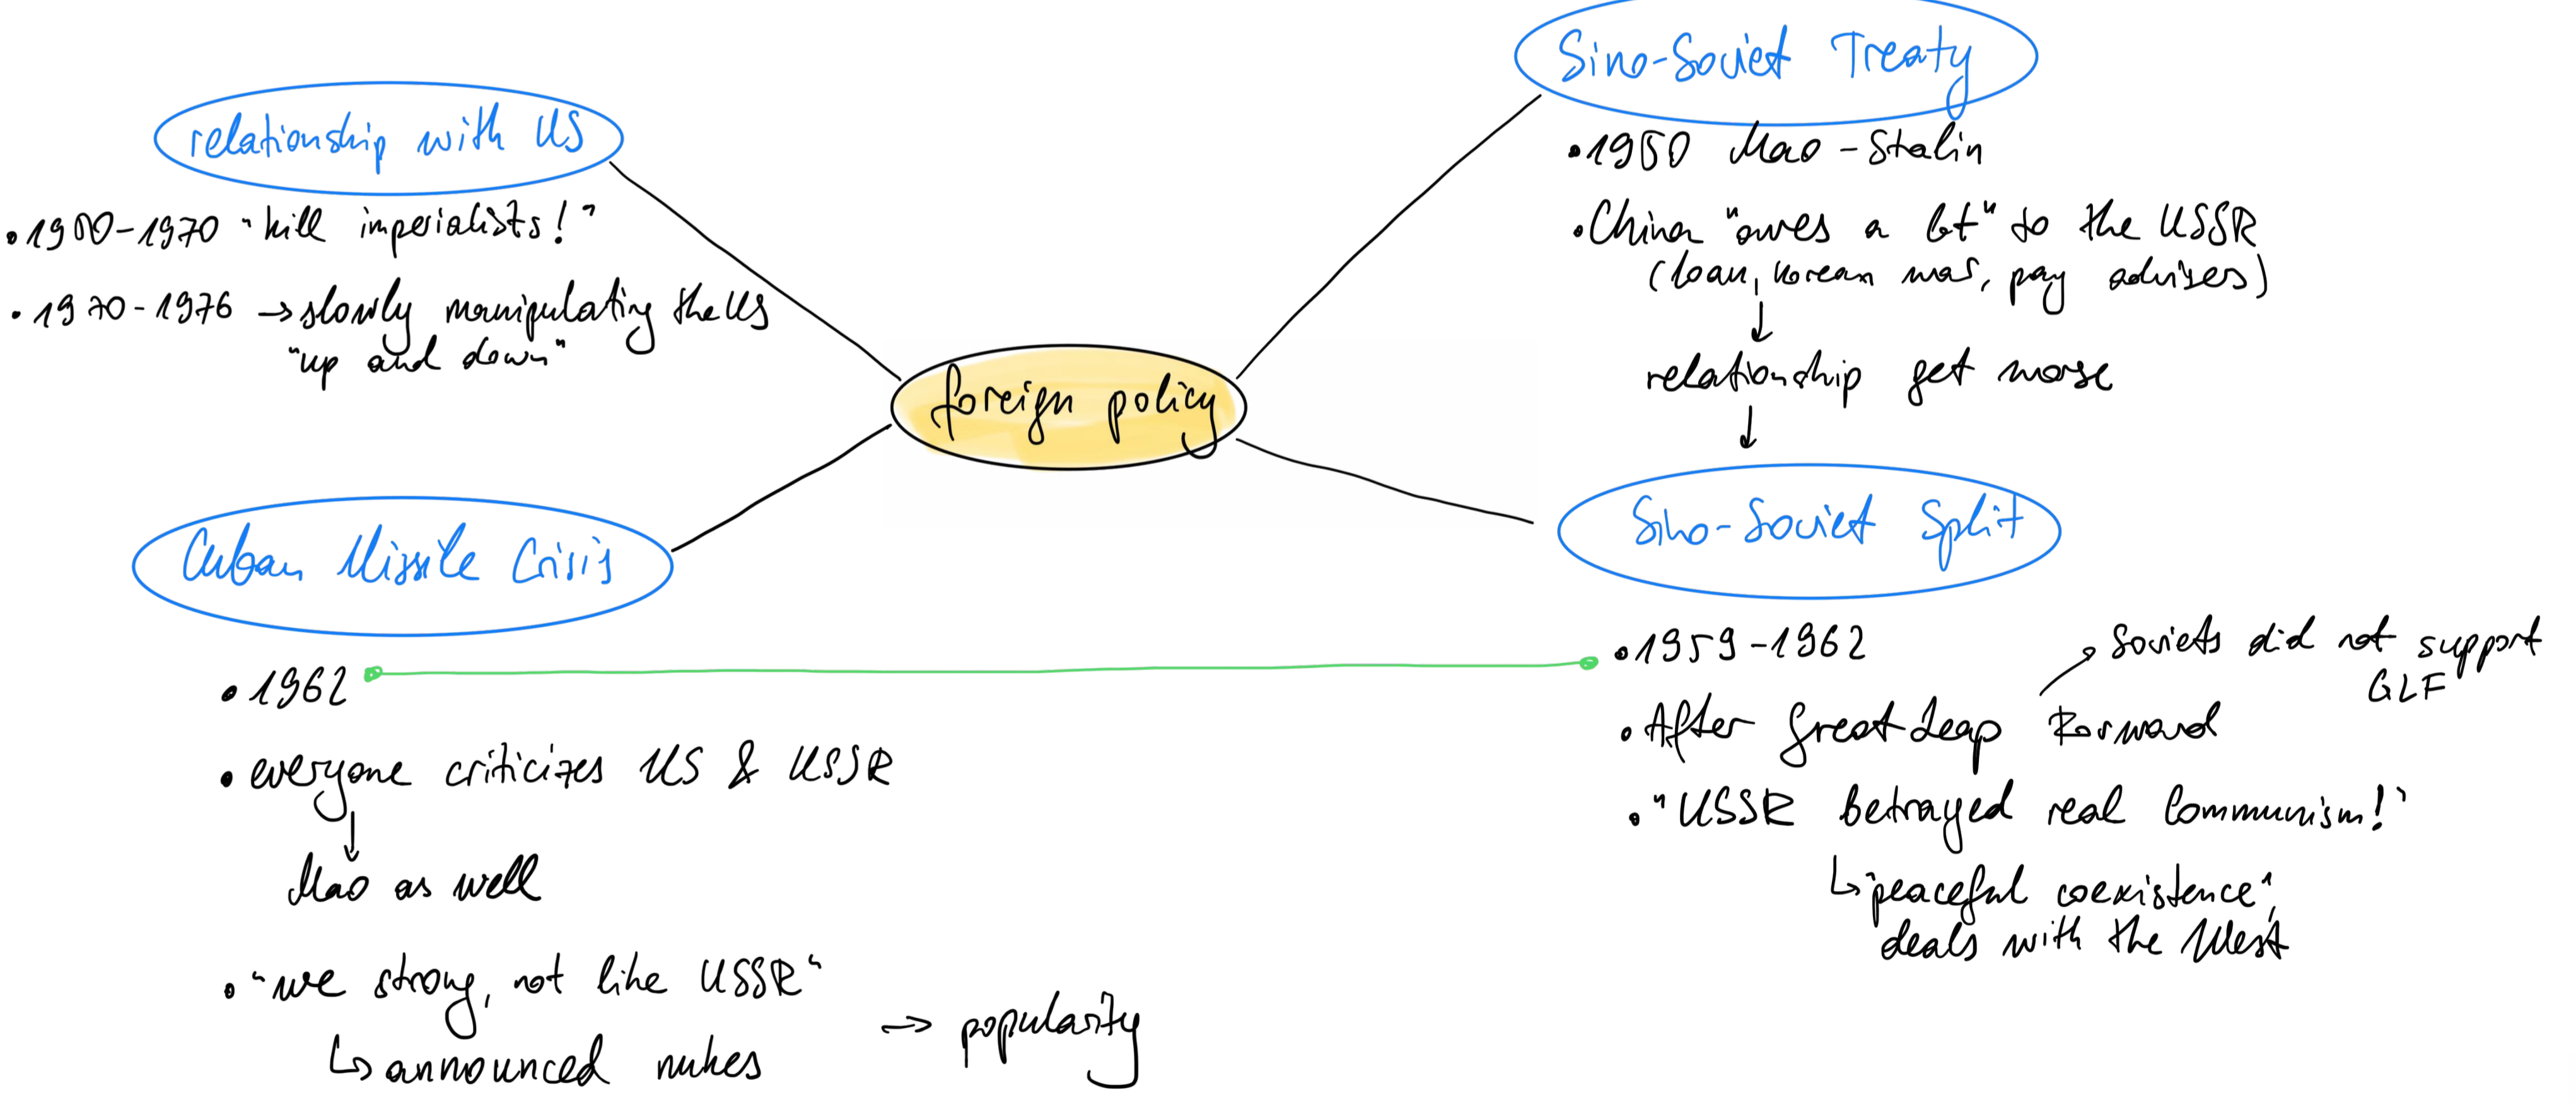 foreign policy
relationship with US
• 1950-1970 "kill imperialists!"
• 1970-1976 → slowly manipulating the US
"up and down"
Sino-Soviet Treaty
• 1950 Mao - Stalin
• China "owes a lot" to the USSR
(loan, korean war, pay advises)
↓
relationship get worse
↓
Sino-Soviet Split
• 1959-1962
Soviets did not support
GLF
• After Great Leap Forward
• "USSR betrayed real Communism!"
↳ "peaceful coexistence",
deals with the West
Cuban Missile Crisis
• 1962
• everyone criticizes US & USSR
↓
Mao as well
• "we strong, not like USSR"
↳ announced nukes
→ popularity